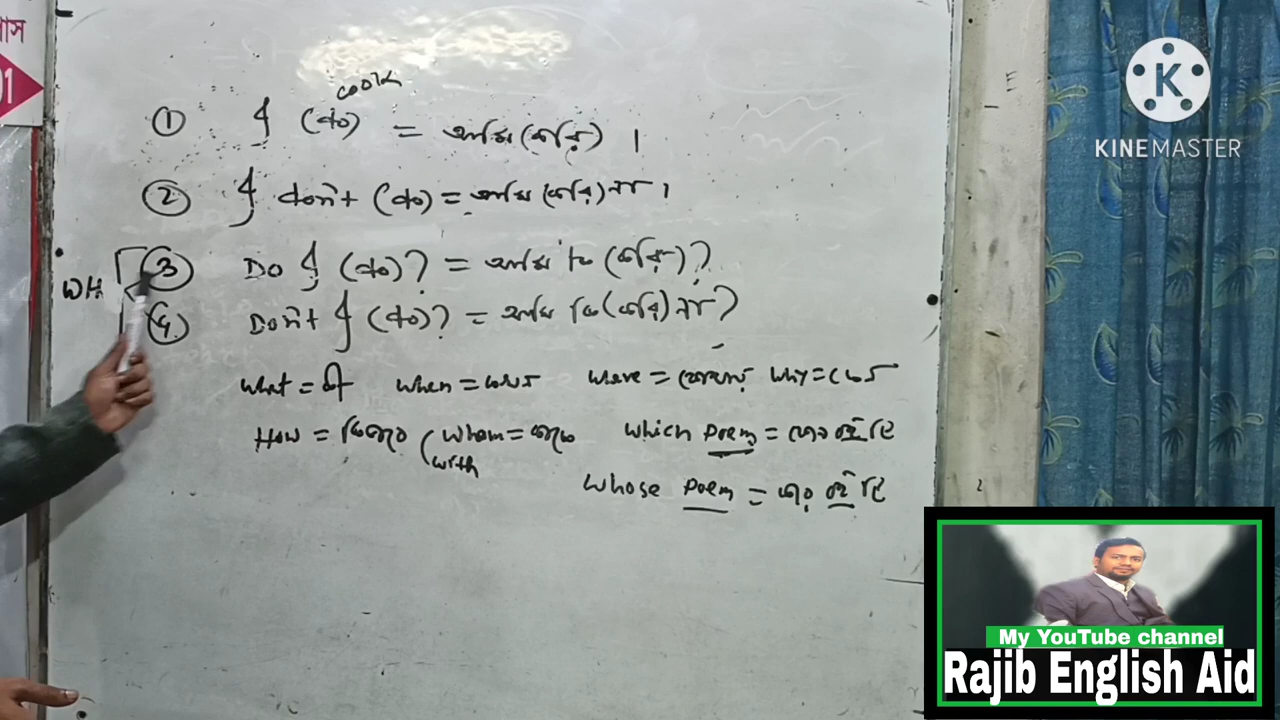 01
KINEMASTER
cook
① I (do) = আমি (করি) ।
② I don't (do) = আমি (করি) না ।
WH
③ Do I (do)? = আমি কি (করি)?
④ Don't I (do)? = আমি কি (করি) না?
What = কী When = কখন Where = কোথায় Why = কেন
How = কিভাবে (Whom = কাকে Which Poem = কোন কবিতা
with
Whose Poem = কার কবিতা
My YouTube channel
Rajib English Aid